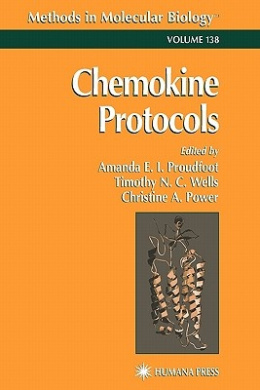 Methods in Molecular Biology™
VOLUME 138
Chemokine
Protocols
Edited by
Amanda E. I. Proudfoot
Timothy N. C. Wells
Christine A. Power
HUMANA PRESS